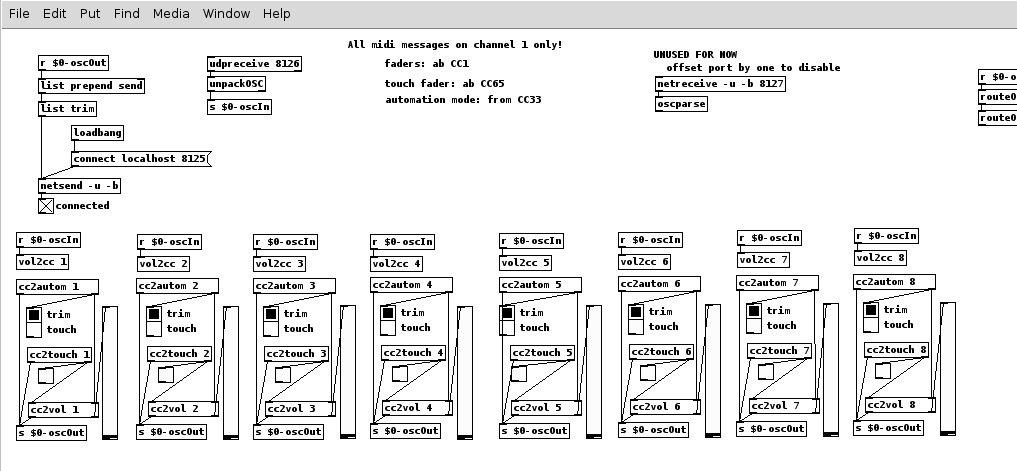 File Edit Put Find Media Window Help
All midi messages on channel 1 only!
faders: ab CC1
touch fader: ab CC65
automation mode: from CC33
r $0-oscOut
list prepend send
list trim
loadbang
connect localhost 8125
netsend -u -b
connected
udpreceive 8126
unpackOSC
s $0-oscIn
UNUSED FOR NOW
offset port by one to disable
netreceive -u -b 8127
oscparse
r $0-o
routeO
routeO
r $0-oscIn
vol2cc 1
cc2autom 1
trim
touch
cc2touch 1
cc2vol 1
s $0-oscOut
r $0-oscIn
vol2cc 2
cc2autom 2
trim
touch
cc2touch 2
cc2vol 2
s $0-oscOut
r $0-oscIn
vol2cc 3
cc2autom 3
trim
touch
cc2touch 3
cc2vol 3
s $0-oscOut
r $0-oscIn
vol2cc 4
cc2autom 4
trim
touch
cc2touch 4
cc2vol 4
s $0-oscOut
r $0-oscIn
vol2cc 5
cc2autom 5
trim
touch
cc2touch 5
cc2vol 5
s $0-oscOut
r $0-oscIn
vol2cc 6
cc2autom 6
trim
touch
cc2touch 6
cc2vol 6
s $0-oscOut
r $0-oscIn
vol2cc 7
cc2autom 7
trim
touch
cc2touch 7
cc2vol 7
s $0-oscOut
r $0-oscIn
vol2cc 8
cc2autom 8
trim
touch
cc2touch 8
cc2vol 8
s $0-oscOut